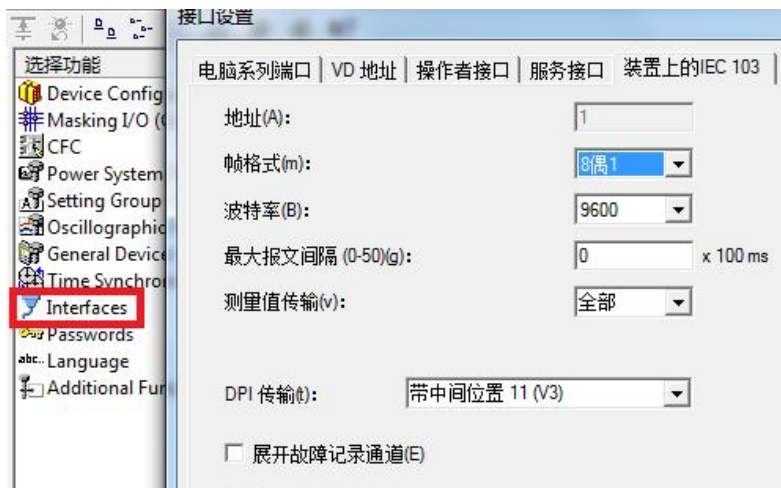 接口设置
选择功能
Device Config
Masking I/O (
CFC
Power System
Setting Group
Oscillographic
General Device
Time Synchro
Interfaces
Passwords
abc.. Language
Additional Fun
电脑系列端口 VD 地址 操作者接口 服务接口 装置上的IEC 103
地址(A): 1
帧格式(m): 8偶1
波特率(B): 9600
最大报文间隔 (0-50)(g): 0 x 100 ms
测量值传输(v): 全部
DPI 传输(t): 带中间位置 11 (V3)
展开故障记录通道(E)